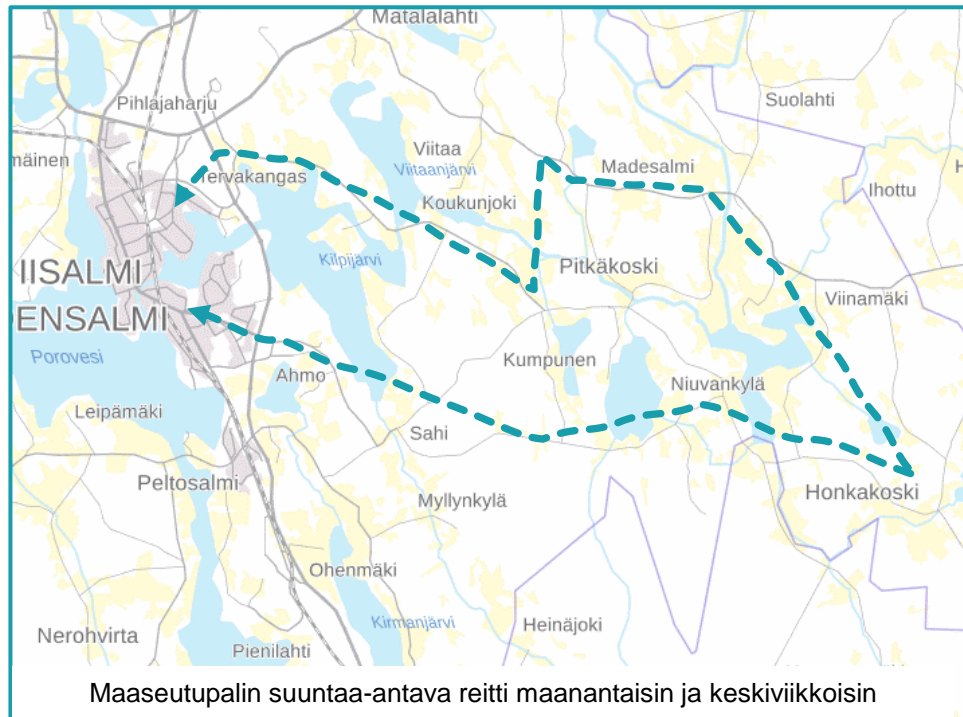 Matalalahti
Pihlajaharju
Suolahti
mäinen
Viitaa
Madesalmi
Viitaanjärvi
Tervakangas
Ihottu
H
Koukunjoki
Kilpijärvi
Pitkäkoski
IISALMI
Viinamäki
DENSALMI
Porovesi
Kumpunen
Ahmo
Niuvankylä
Leipämäki
Sahi
Peltosalmi
Honkakoski
Myllynkylä
Ohenmäki
Kirmanjärvi
Heinäjoki
Nerohvirta
Pienilahti
Maaseutupalin suuntaa-antava reitti maanantaisin ja keskiviikkoisin